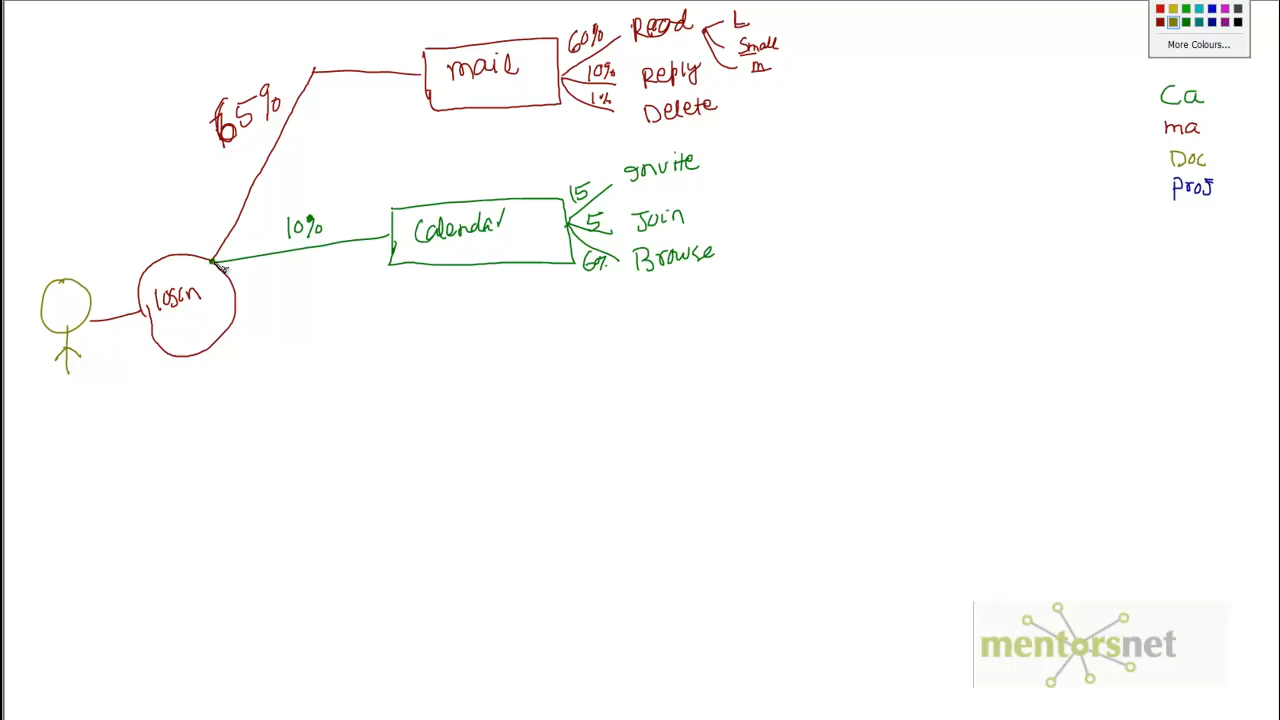 60% Read L
Small
m
mail
10% Reply
1% Delete
65%
15 Invite
Calendar
5 Join
6% Browse
10%
login
More Colours...
Ca
ma
Doc
Proj
mentorsnet